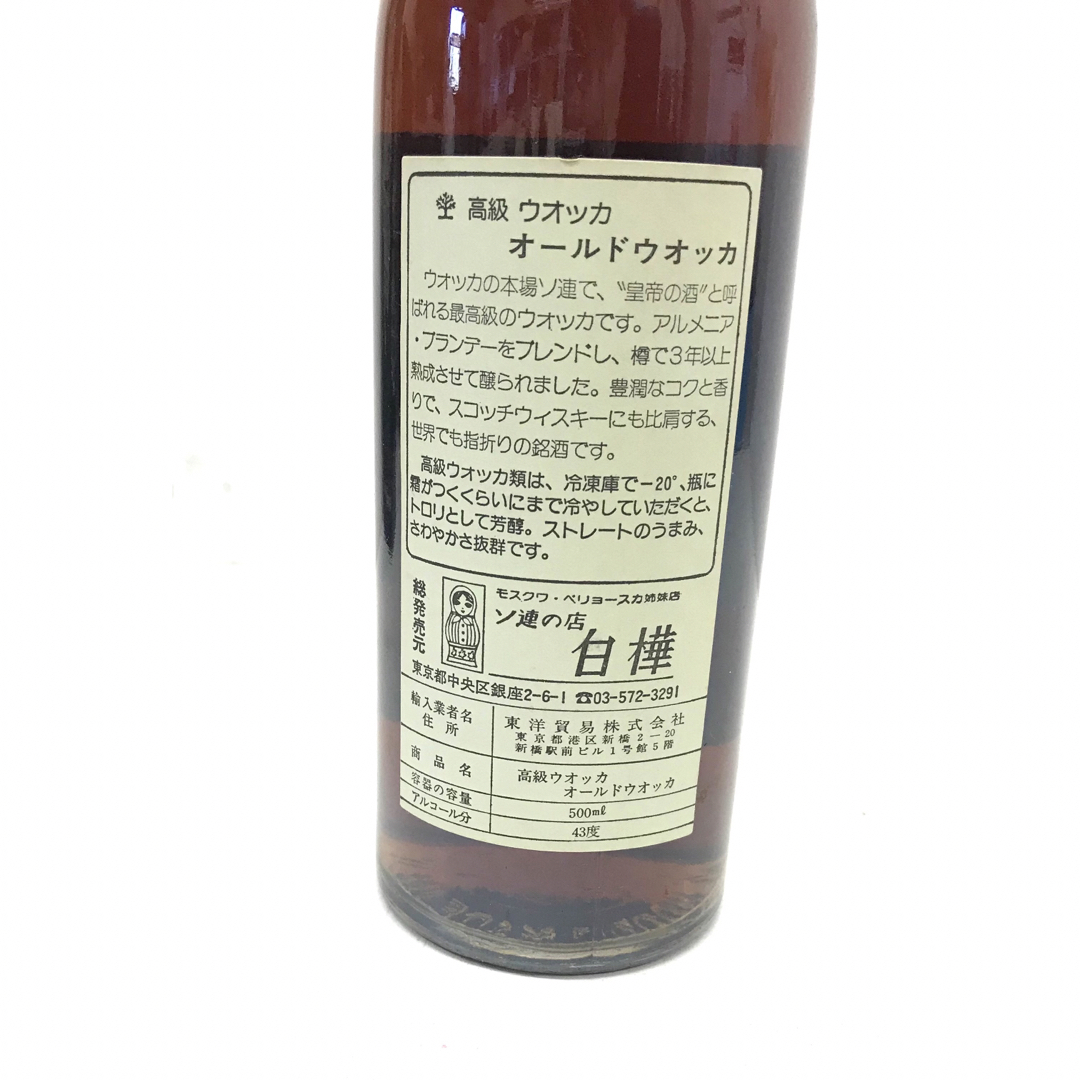 高級 ウオッカ
オールドウオッカ
ウオッカの本場ソ連で、〝皇帝の酒〟と呼
ばれる最高級のウオッカです。アルメニア
・ブランデーをブレンドし、樽で3年以上
熟成させて醸られました。豊潤なコクと香
りで、スコッチウィスキーにも比肩する、
世界でも指折りの銘酒です。
高級ウオッカ類は、冷凍庫で−20°、瓶に
霜がつくくらいにまで冷やしていただくと、
トロリとして芳醇。ストレートのうまみ、
さわやかさ抜群です。
総発売元
モスクワ・ベリョースカ姉妹店
ソ連の店
白樺
東京都中央区銀座2-6-1 ☎03-572-3291
輸入業者名
住所
東洋貿易株式会社
東京都港区新橋2—20
新橋駅前ビル1号館5階
商品名
高級ウオッカ
オールドウオッカ
容器の容量
500㎖
アルコール分
43度